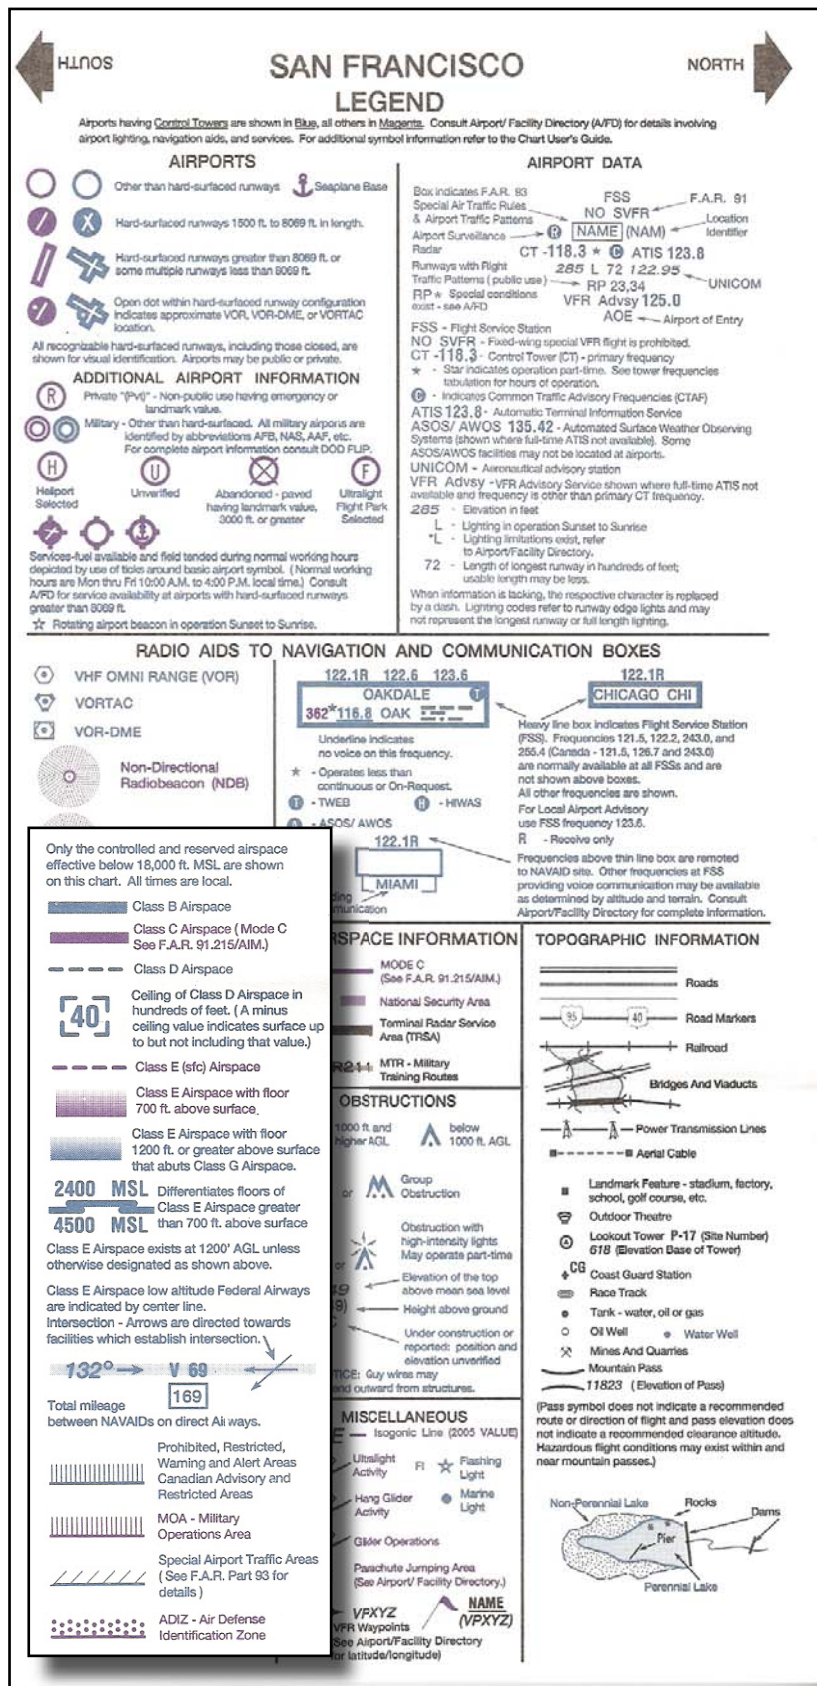 SOUTH
SAN FRANCISCO
NORTH
LEGEND
Airports having Control Towers are shown in Blue, all others in Magenta. Consult Airport/ Facility Directory (A/FD) for details involving
airport lighting, navigation aids, and services. For additional symbol information refer to the Chart User's Guide.
AIRPORTS
Other than hard-surfaced runways
Seaplane Base
Hard-surfaced runways 1500 ft. to 8069 ft. in length.
Hard-surfaced runways greater than 8069 ft. or
some multiple runways less than 8069 ft.
Open dot within hard-surfaced runway configuration
indicates approximate VOR, VOR-DME, or VORTAC
location.
All recognizable hard-surfaced runways, including those closed, are
shown for visual identification. Airports may be public or private.
ADDITIONAL AIRPORT INFORMATION
R
Private "(Pvt)" - Non-public use having emergency or
landmark value.
Military - Other than hard-surfaced. All military airports are
identified by abbreviations AFB, NAS, AAF, etc.
For complete airport information consult DOD FLIP.
H
U
F
Heliport
Selected
Unverified
Abandoned - paved
having landmark value,
3000 ft. or greater
Ultralight
Flight Park
Selected
Services-fuel available and field tended during normal working hours
depicted by use of ticks around basic airport symbol. (Normal working
hours are Mon thru Fri 10:00 A.M. to 4:00 P.M. local time.) Consult
A/FD for service availability at airports with hard-surfaced runways
greater than 8069 ft.
☆ Rotating airport beacon in operation Sunset to Sunrise.
AIRPORT DATA
Box indicates F.A.R. 93
Special Air Traffic Rules
& Airport Traffic Patterns
Airport Surveillance
Radar
Runways with Right
Traffic Patterns (public use)
RP* Special conditions
exist - see A/FD
FSS
NO SVFR
F.A.R. 91
R NAME (NAM)
Location
Identifier
CT - 118.3 ★ C ATIS 123.8
285 L 72 122.95
UNICOM
RP 23,34
VFR Advsy 125.0
AOE
Airport of Entry
FSS - Flight Service Station
NO SVFR - Fixed-wing special VFR flight is prohibited.
CT - 118.3 - Control Tower (CT) - primary frequency
★ - Star indicates operation part-time. See tower frequencies
tabulation for hours of operation.
C - Indicates Common Traffic Advisory Frequencies (CTAF)
ATIS 123.8 - Automatic Terminal Information Service
ASOS/ AWOS 135.42 - Automated Surface Weather Observing
Systems (shown where full-time ATIS not available). Some
ASOS/AWOS facilities may not be located at airports.
UNICOM - Aeronautical advisory station
VFR Advsy - VFR Advisory Service shown where full-time ATIS not
available and frequency is other than primary CT frequency.
285 - Elevation in feet
L - Lighting in operation Sunset to Sunrise
*L - Lighting limitations exist, refer
to Airport/Facility Directory.
72 - Length of longest runway in hundreds of feet;
usable length may be less.
When information is lacking, the respective character is replaced
by a dash. Lighting codes refer to runway edge lights and may
not represent the longest runway or full length lighting.
RADIO AIDS TO NAVIGATION AND COMMUNICATION BOXES
VHF OMNI RANGE (VOR)
VORTAC
VOR-DME
Non-Directional
Radiobeacon (NDB)
122.1R 122.6 123.6
OAKDALE T
362 *116.8 OAK
Underline indicates
no voice on this frequency.
★ - Operates less than
continuous or On-Request.
T - TWEB
H - HIWAS
A - ASOS/ AWOS
122.1R
MIAMI
122.1R
CHICAGO CHI
Heavy line box indicates Flight Service Station
(FSS). Frequencies 121.5, 122.2, 243.0, and
255.4 (Canada - 121.5, 126.7 and 243.0)
are normally available at all FSSs and are
not shown above boxes.
All other frequencies are shown.
For Local Airport Advisory
use FSS frequency 123.6.
R - Receive only
Frequencies above thin line box are remoted
to NAVAID site. Other frequencies at FSS
providing voice communication may be available
as determined by altitude and terrain. Consult
Airport/Facility Directory for complete information.
Only the controlled and reserved airspace
effective below 18,000 ft. MSL are shown
on this chart. All times are local.
Class B Airspace
Class C Airspace (Mode C
See F.A.R. 91.215/AIM.)
Class D Airspace
40
Ceiling of Class D Airspace in
hundreds of feet. (A minus
ceiling value indicates surface up
to but not including that value.)
Class E (sfc) Airspace
Class E Airspace with floor
700 ft. above surface.
Class E Airspace with floor
1200 ft. or greater above surface
that abuts Class G Airspace.
2400 MSL
4500 MSL
Differentiates floors of
Class E Airspace greater
than 700 ft. above surface
Class E Airspace exists at 1200' AGL unless
otherwise designated as shown above.
Class E Airspace low altitude Federal Airways
are indicated by center line.
Intersection - Arrows are directed towards
facilities which establish intersection.
132° V 69
169
Total mileage
between NAVAIDs on direct Airways.
Prohibited, Restricted,
Warning and Alert Areas
Canadian Advisory and
Restricted Areas
MOA - Military
Operations Area
Special Airport Traffic Areas
(See F.A.R. Part 93 for
details)
ADIZ - Air Defense
Identification Zone
RSPACE INFORMATION
MODE C
(See F.A.R. 91.215/AIM.)
National Security Area
Terminal Radar Service
Area (TRSA)
R211
MTR - Military
Training Routes
OBSTRUCTIONS
1000 ft. and
higher AGL
below
1000 ft. AGL
or
Group
Obstruction
or
Obstruction with
high-intensity lights
May operate part-time
Elevation of the top
above mean sea level
Height above ground
Under construction or
reported: position and
elevation unverified
TICE: Guy wires may
nd outward from structures.
MISCELLANEOUS
E - Isogonic Line (2005 VALUE)
Ultralight
Activity
Fl
Flashing
Light
Hang Glider
Activity
Marine
Light
Glider Operations
Parachute Jumping Area
(See Airport/ Facility Directory.)
VPXYZ
VFR Waypoints
NAME
(VPXYZ)
See Airport/Facility Directory
for latitude/longitude)
TOPOGRAPHIC INFORMATION
Roads
95
40
Road Markers
Railroad
Bridges And Viaducts
Power Transmission Lines
Aerial Cable
Landmark Feature - stadium, factory,
school, golf course, etc.
Outdoor Theatre
Lookout Tower P-17 (Site Number)
618 (Elevation Base of Tower)
CG
Coast Guard Station
Race Track
Tank - water, oil or gas
Oil Well
Water Well
Mines And Quarries
Mountain Pass
11823 (Elevation of Pass)
(Pass symbol does not indicate a recommended
route or direction of flight and pass elevation does
not indicate a recommended clearance altitude.
Hazardous flight conditions may exist within and
near mountain passes.)
Non-Perennial Lake
Rocks
Dams
Pier
Perennial Lake